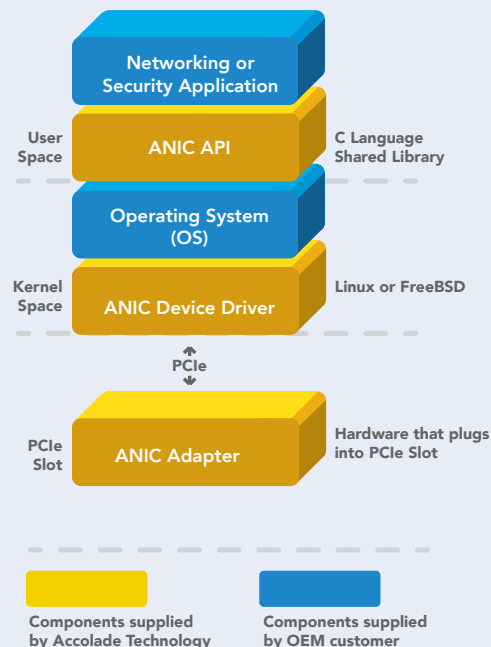 Networking or
Security Application
User
Space
ANIC API
C Language
Shared Library
Operating System
(OS)
Kernel
Space
ANIC Device Driver
Linux or FreeBSD
PCIe
PCIe
Slot
ANIC Adapter
Hardware that plugs
into PCIe Slot
Components supplied
by Accolade Technology
Components supplied
by OEM customer